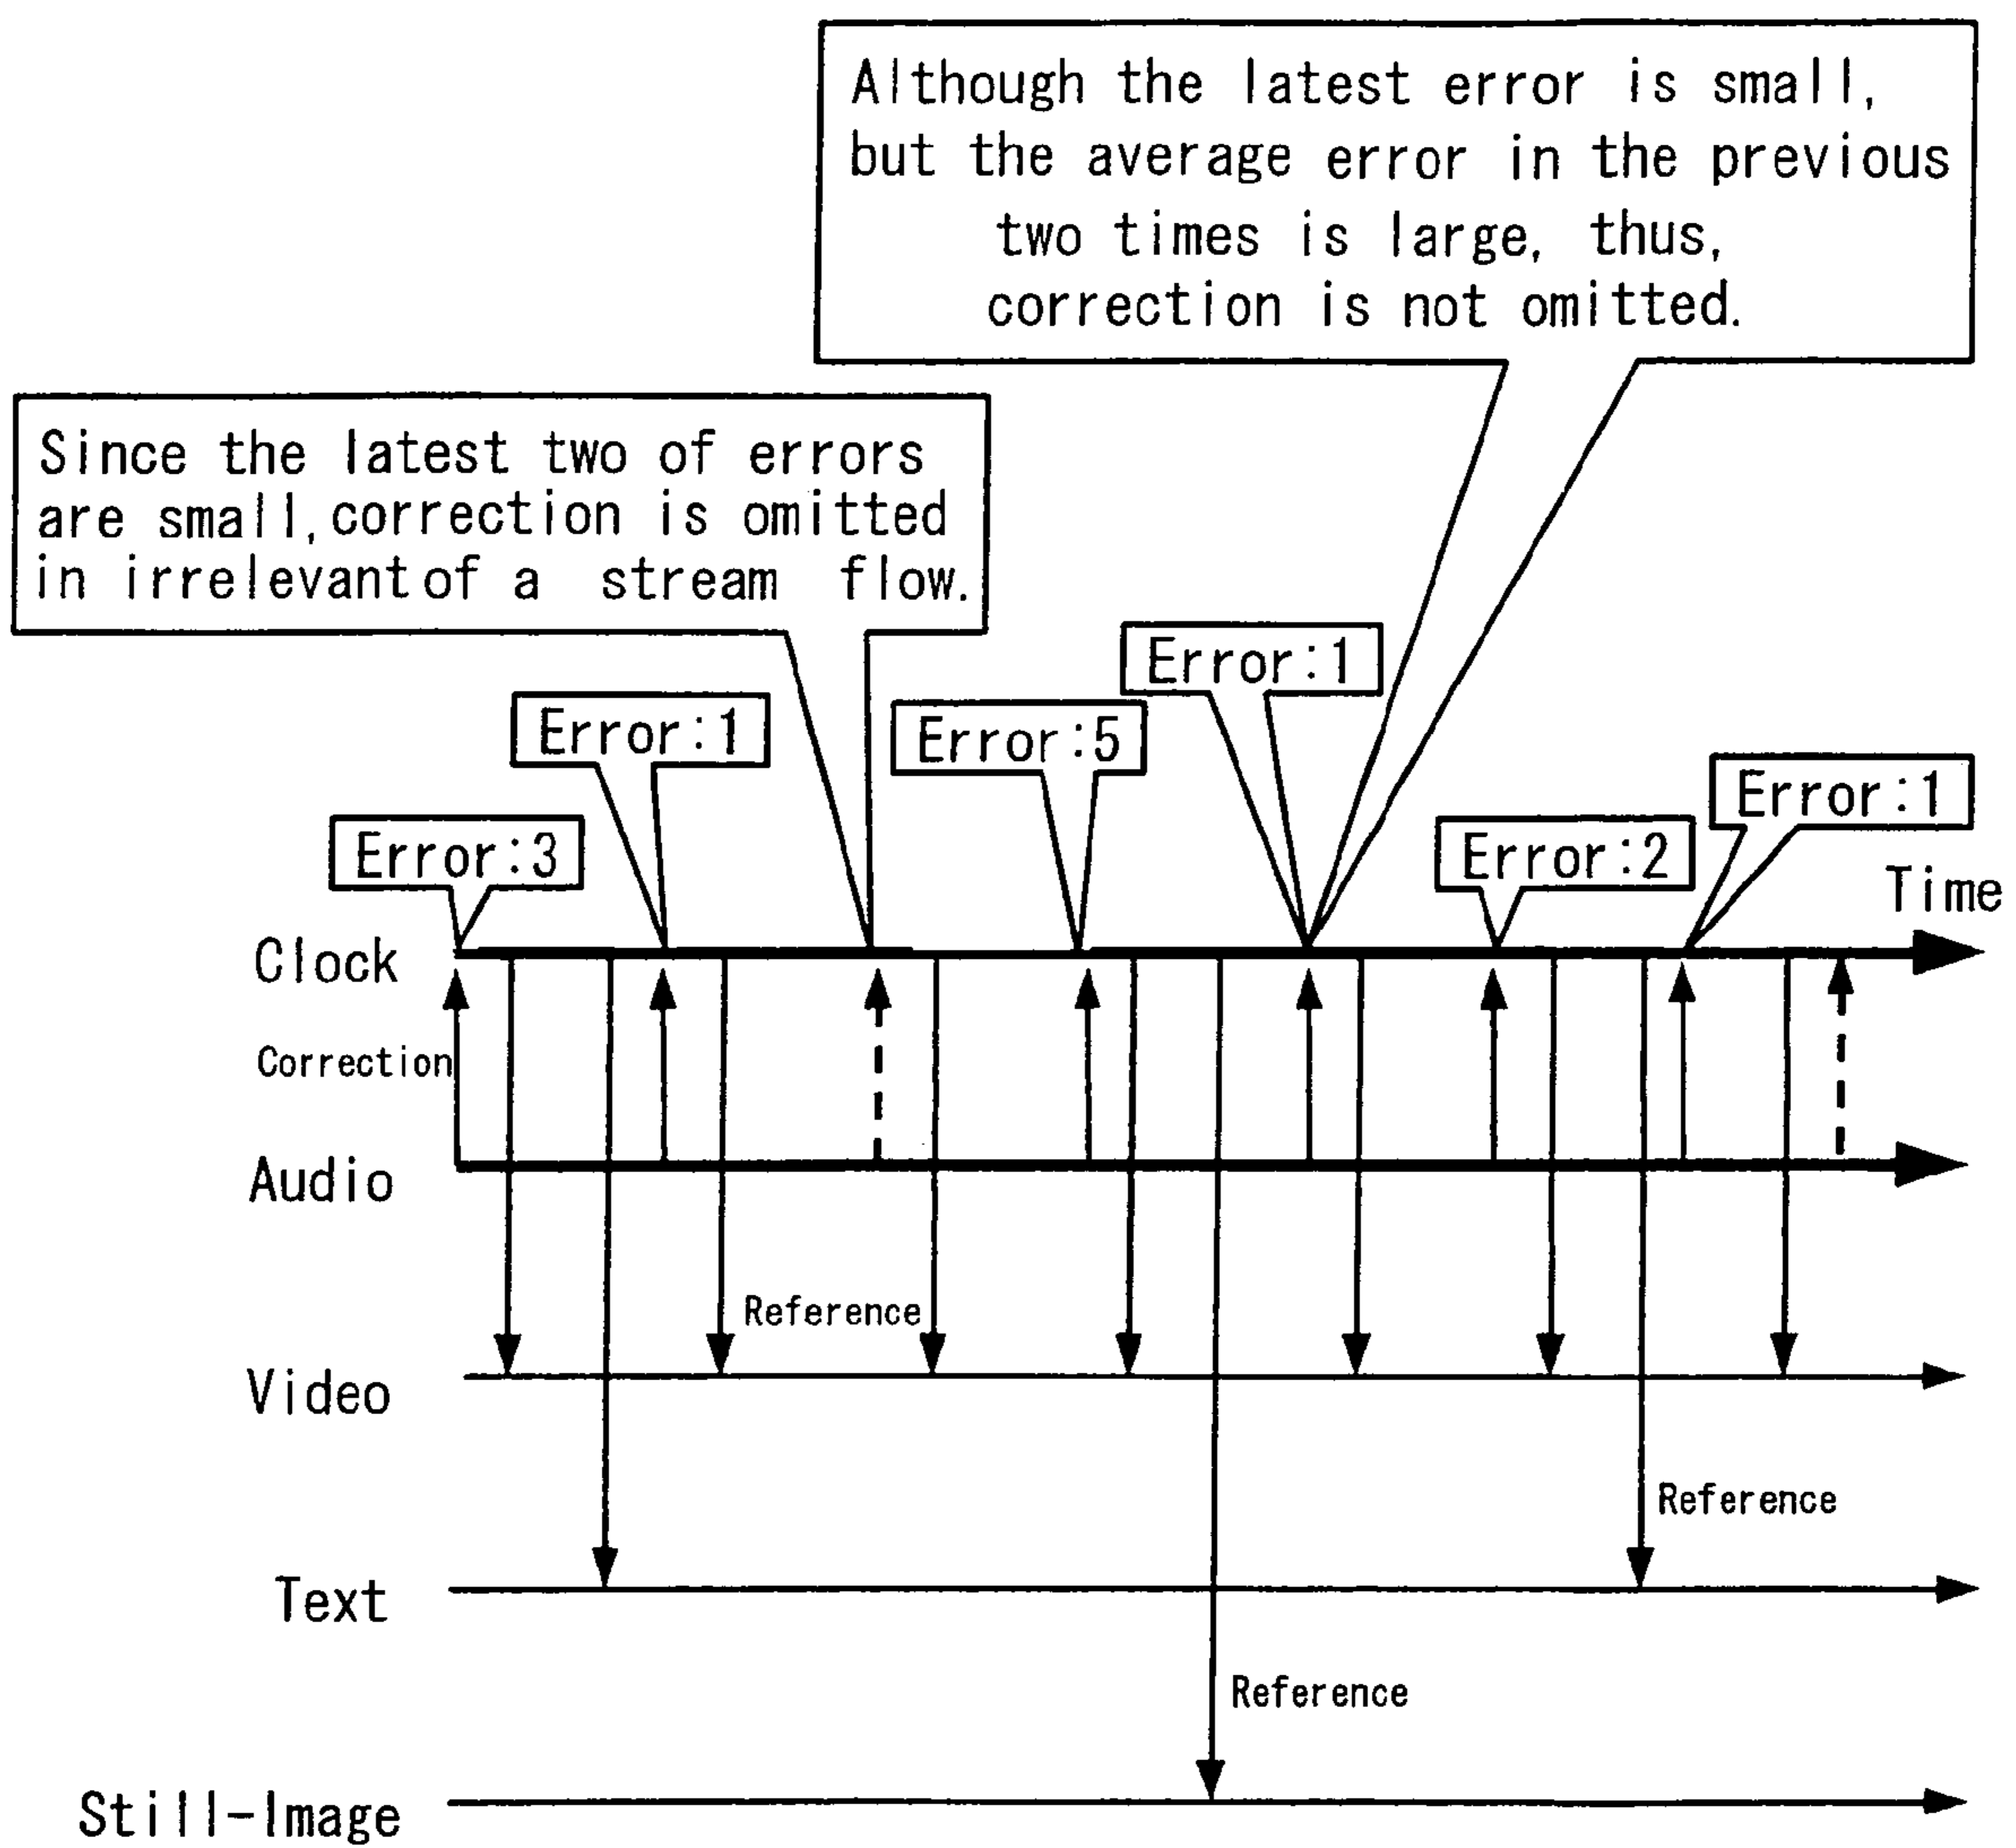 Although the latest error is small,
but the average error in the previous
two times is large, thus,
correction is not omitted.
Since the latest two of errors
are small, correction is omitted
in irrelevant of a stream flow.
Error:1
Error:1
Error:5
Error:1
Error:3
Error:2
Time
Clock
Correction
Audio
Reference
Video
Reference
Text
Reference
Still-Image